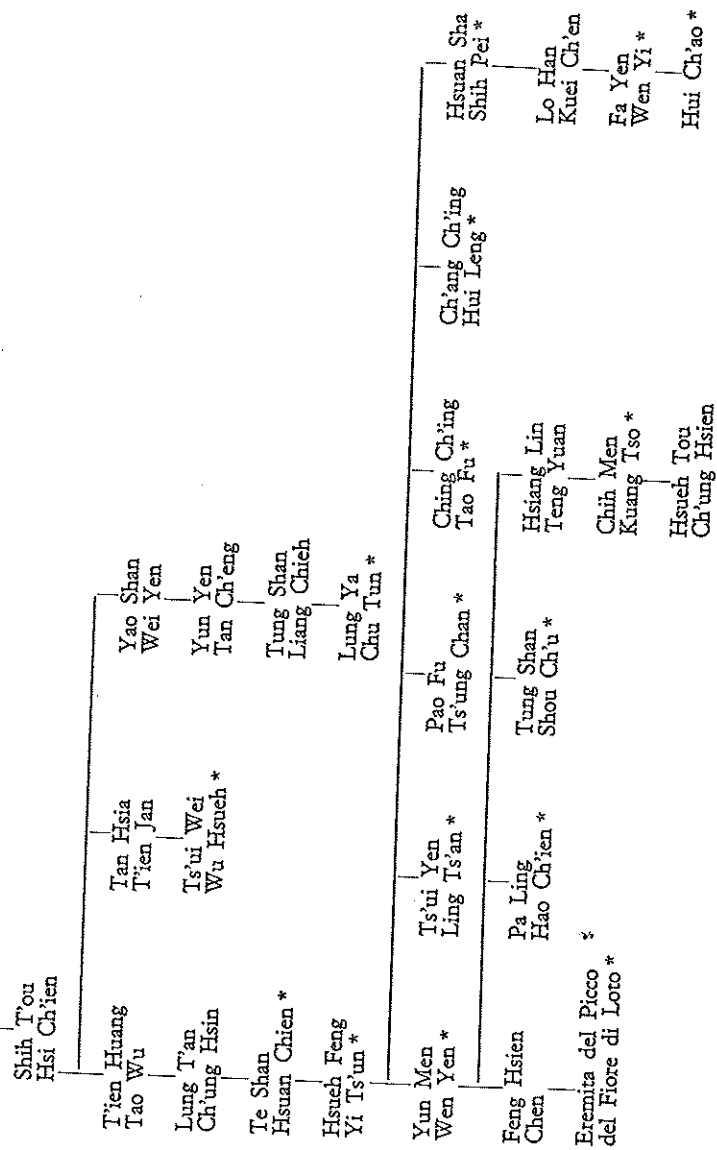 Shih T'ou
Hsi Ch'ien
T'ien Huang
Tao Wu
Tan Hsia
T'ien Jan
Yao Shan
Wei Yen
Lung T'an
Ch'ung Hsin
Ts'ui Wei
Wu Hsueh *
Yun Yen
Tan Ch'eng
Te Shan
Hsuan Chien *
Tung Shan
Liang Chieh
Hsueh Feng
Yi Ts'un *
Lung Ya
Chu Tun *
Yun Men
Wen Yen *
Ts'ui Yen
Ling Ts'an *
Pao Fu
Ts'ung Chan *
Ching Ch'ing
Tao Fu *
Ch'ang Ch'ing
Hui Leng *
Hsuan Sha
Shih Pei *
Feng Hsien
Chen
Pa Ling
Hao Ch'ien *
Tung Shan
Shou Ch'u *
Hsiang Lin
Teng Yuan
Lo Han
Kuei Ch'en
Eremita del Picco *
del Fiore di Loto *
Chih Men
Kuang Tso *
Fa Yen
Wen Yi *
Hsueh Tou
Ch'ung Hsien
Hui Ch'ao *